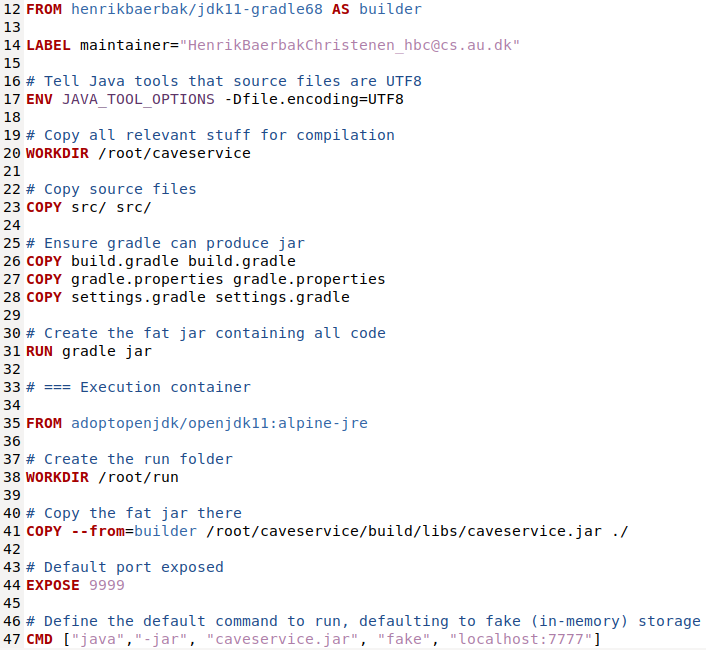 12 FROM henrikbaerbak/jdk11-gradle68 AS builder
13
14 LABEL maintainer="HenrikBaerbakChristenen_hbc@cs.au.dk"
15
16 # Tell Java tools that source files are UTF8
17 ENV JAVA_TOOL_OPTIONS -Dfile.encoding=UTF8
18
19 # Copy all relevant stuff for compilation
20 WORKDIR /root/caveservice
21
22 # Copy source files
23 COPY src/ src/
24
25 # Ensure gradle can produce jar
26 COPY build.gradle build.gradle
27 COPY gradle.properties gradle.properties
28 COPY settings.gradle settings.gradle
29
30 # Create the fat jar containing all code
31 RUN gradle jar
32
33 # === Execution container
34
35 FROM adoptopenjdk/openjdk11:alpine-jre
36
37 # Create the run folder
38 WORKDIR /root/run
39
40 # Copy the fat jar there
41 COPY --from=builder /root/caveservice/build/libs/caveservice.jar ./
42
43 # Default port exposed
44 EXPOSE 9999
45
46 # Define the default command to run, defaulting to fake (in-memory) storage
47 CMD ["java","-jar", "caveservice.jar", "fake", "localhost:7777"]